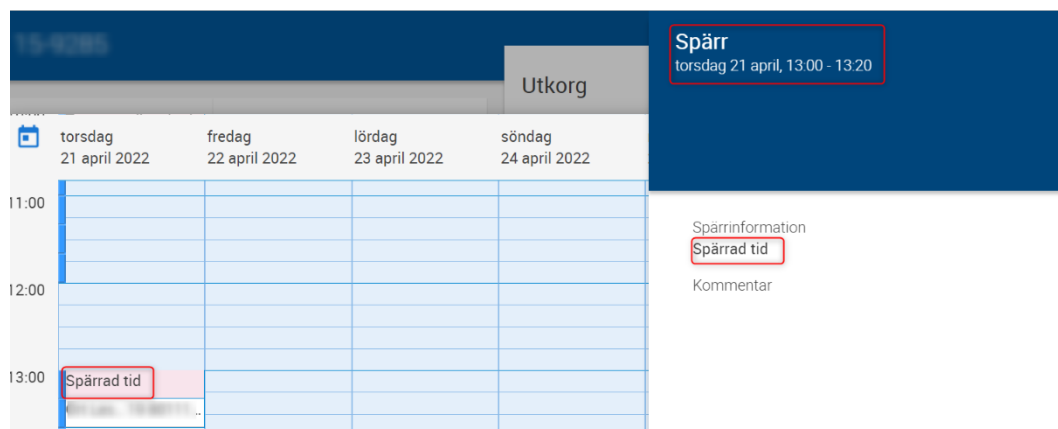 Utkorg
torsdag
21 april 2022
fredag
22 april 2022
lördag
23 april 2022
söndag
24 april 2022
11:00
12:00
13:00
Spärrad tid
Spärr
torsdag 21 april, 13:00 - 13:20
Spärrinformation
Spärrad tid
Kommentar